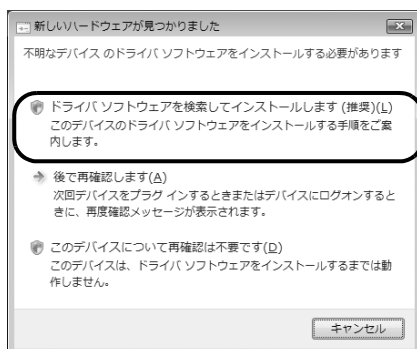 新しいハードウェアが見つかりました
不明なデバイス のドライバ ソフトウェアをインストールする必要があります
ドライバ ソフトウェアを検索してインストールします (推奨)(L)
このデバイスのドライバ ソフトウェアをインストールする手順をご案
内します。
後で再確認します(A)
次回デバイスをプラグ インするときまたはデバイスにログオンすると
きに、再度確認メッセージが表示されます。
このデバイスについて再確認は不要です(D)
このデバイスは、ドライバ ソフトウェアをインストールするまでは動
作しません。
キャンセル